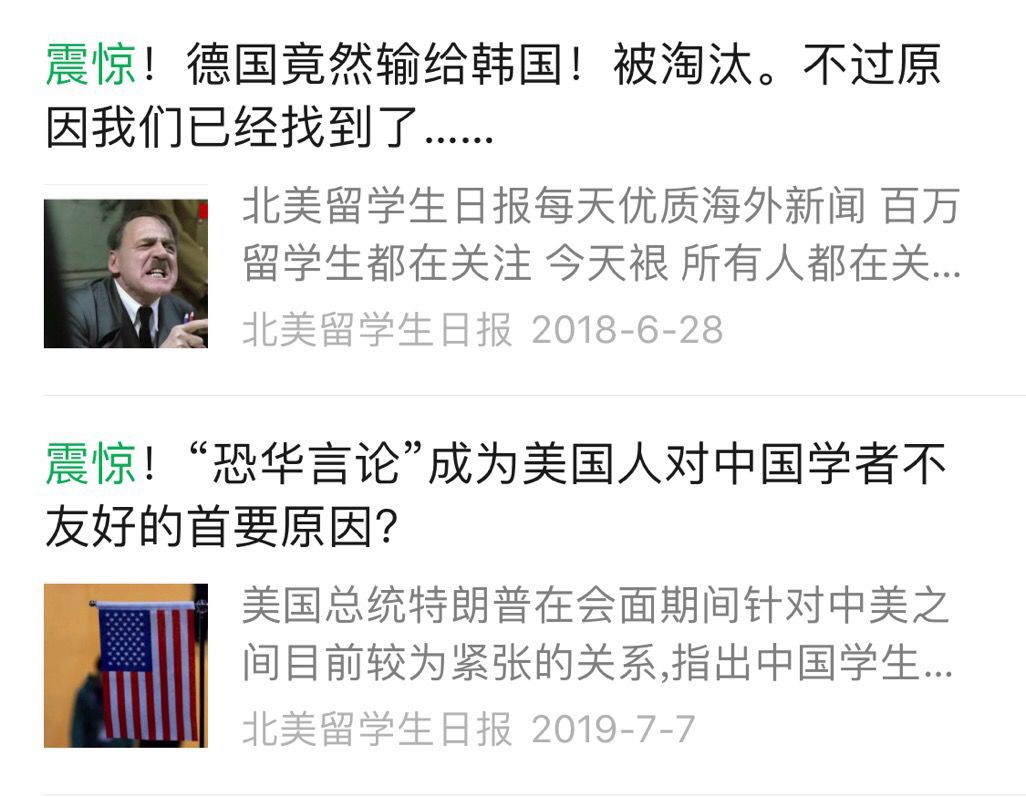 震惊！德国竟然输给韩国！被淘汰。不过原
因我们已经找到了......
北美留学生日报每天优质海外新闻 百万
留学生都在关注 今天裉 所有人都在关...
北美留学生日报 2018-6-28
震惊！“恐华言论”成为美国人对中国学者不
友好的首要原因?
美国总统特朗普在会面期间针对中美之
间目前较为紧张的关系,指出中国学生...
北美留学生日报 2019-7-7